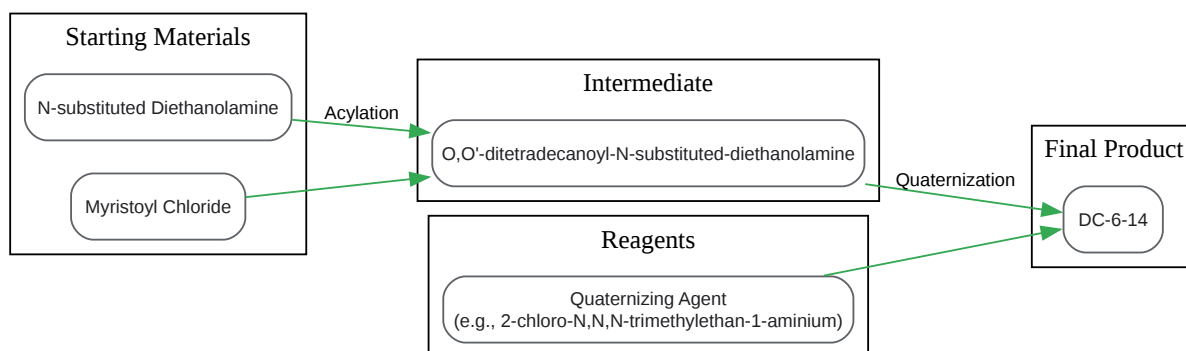 Starting Materials
N-substituted Diethanolamine
Myristoyl Chloride
Acylation
Intermediate
O,O'-ditetradecanoyl-N-substituted-diethanolamine
Reagents
Quaternizing Agent
(e.g., 2-chloro-N,N,N-trimethylethan-1-aminium)
Quaternization
Final Product
DC-6-14